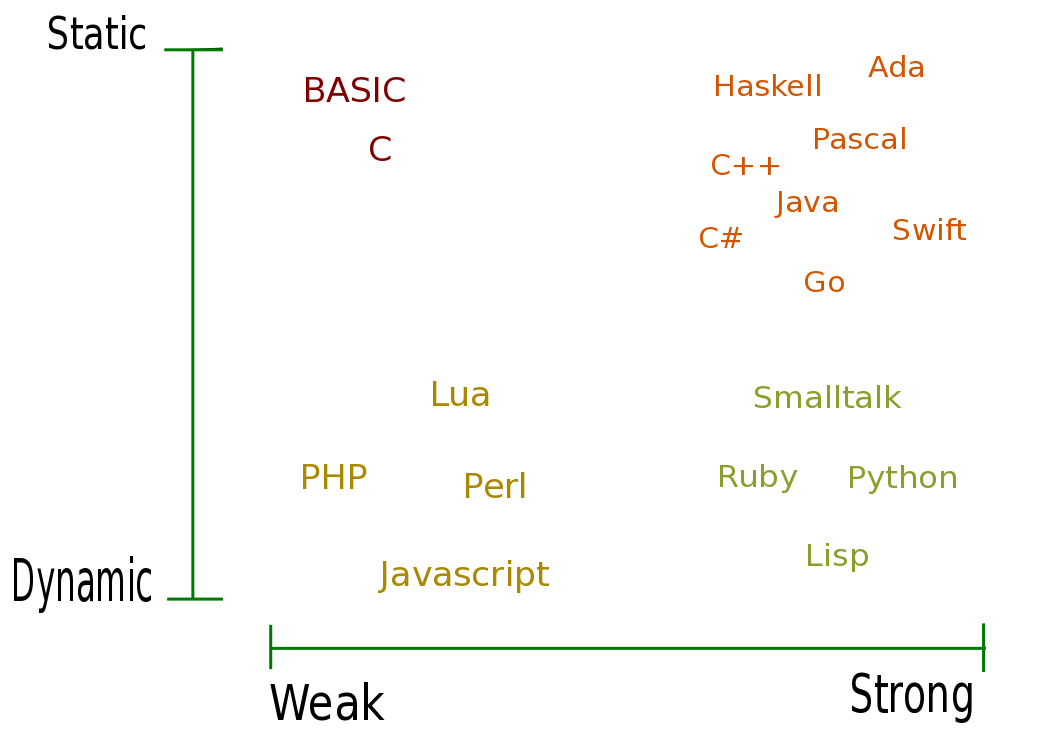 Static
BASIC
C
Haskell
Ada
Pascal
C++
Java
C#
Swift
Go
Lua
PHP
Perl
Javascript
Smalltalk
Ruby
Python
Lisp
Dynamic
Weak
Strong